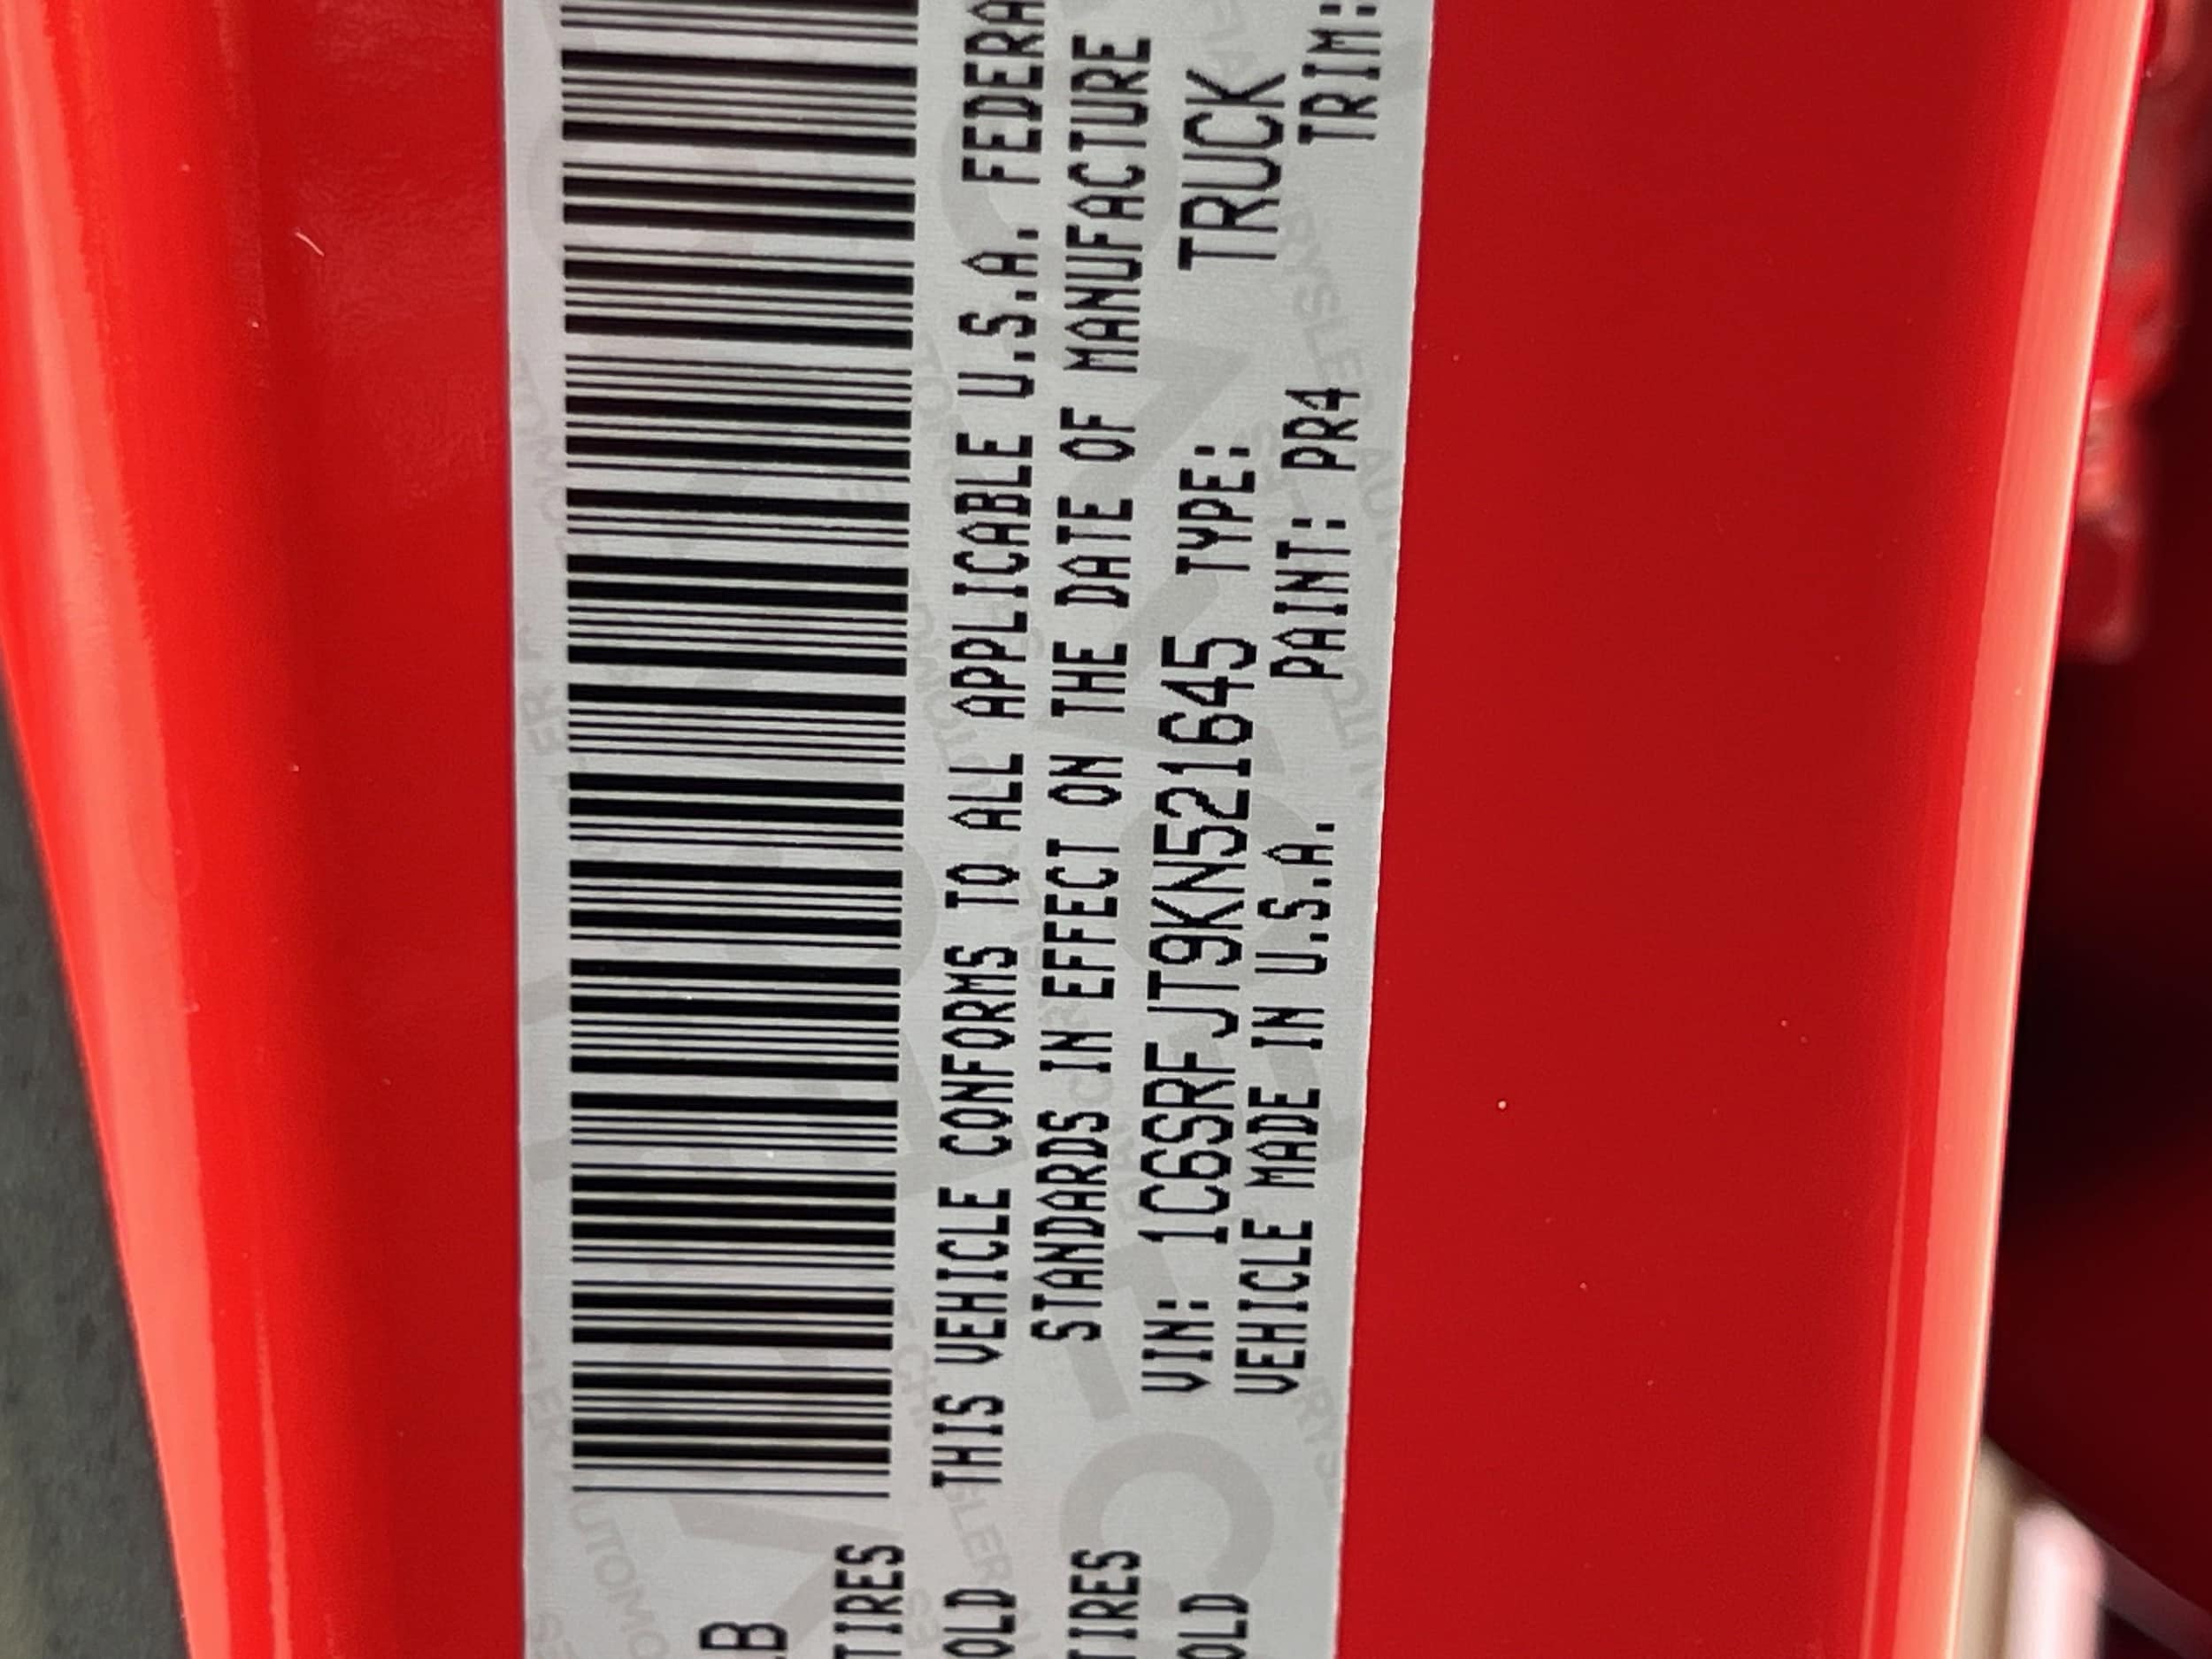 THIS VEHICLE CONFORMS TO ALL APPLICABLE U.S.A. FEDERA
STANDARDS IN EFFECT ON THE DATE OF MANUFACTURE
VIN: 1C6SRFJT9KN521645 TYPE: TRUCK
VEHICLE MADE IN U.S.A. PAINT: PR4 TRIM:
B
TIRES
OLD
TIRES
OLD